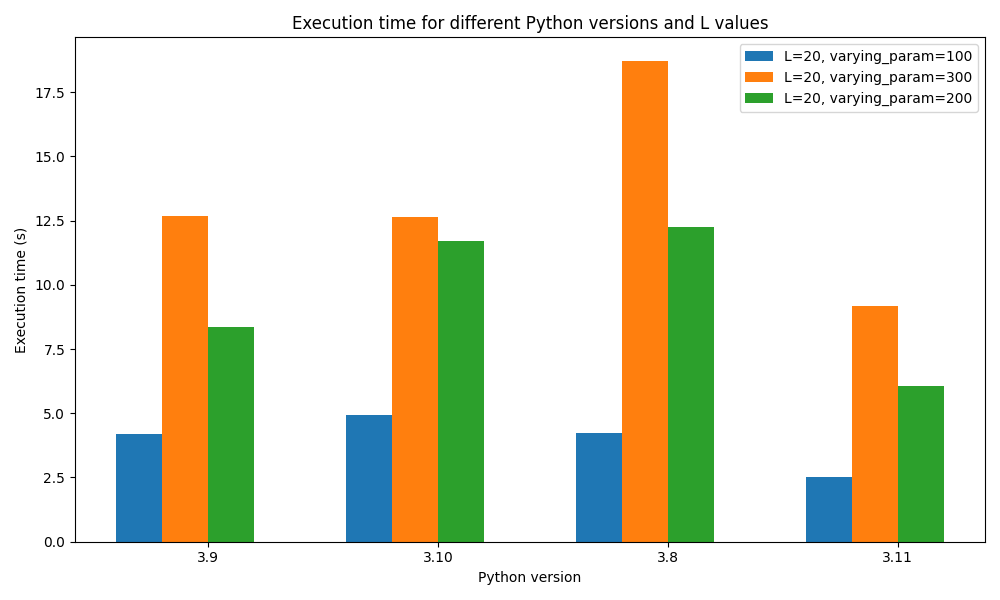 Execution time for different Python versions and L values
L=20, varying_param=100
L=20, varying_param=300
L=20, varying_param=200
Execution time (s)
17.5
15.0
12.5
10.0
7.5
5.0
2.5
0.0
3.9
3.10
3.8
3.11
Python version